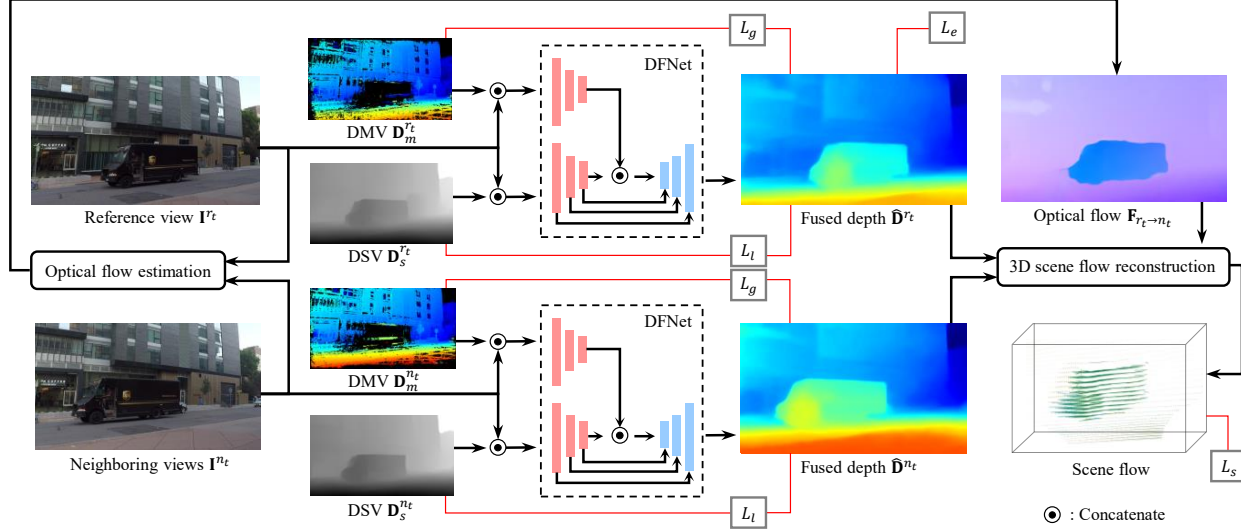 L_g
L_e
DFNet
DMV D_m^{r_t}
Reference view I^{r_t}
DSV D_s^{r_t}
Fused depth D̂^{r_t}
Optical flow F_{r_t→n_t}
L_l
Optical flow estimation
3D scene flow reconstruction
L_g
DFNet
DMV D_m^{n_t}
Neighboring views I^{n_t}
DSV D_s^{n_t}
Fused depth D̂^{n_t}
Scene flow
L_s
L_l
⊙ : Concatenate